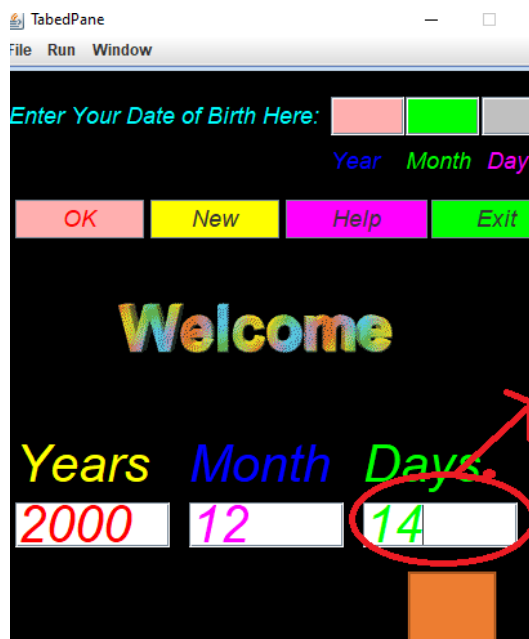 TabedPane
File Run Window
Enter Your Date of Birth Here:
Year Month Day
OK New Help Exit
Welcome
Years Month Days.
2000 12 14